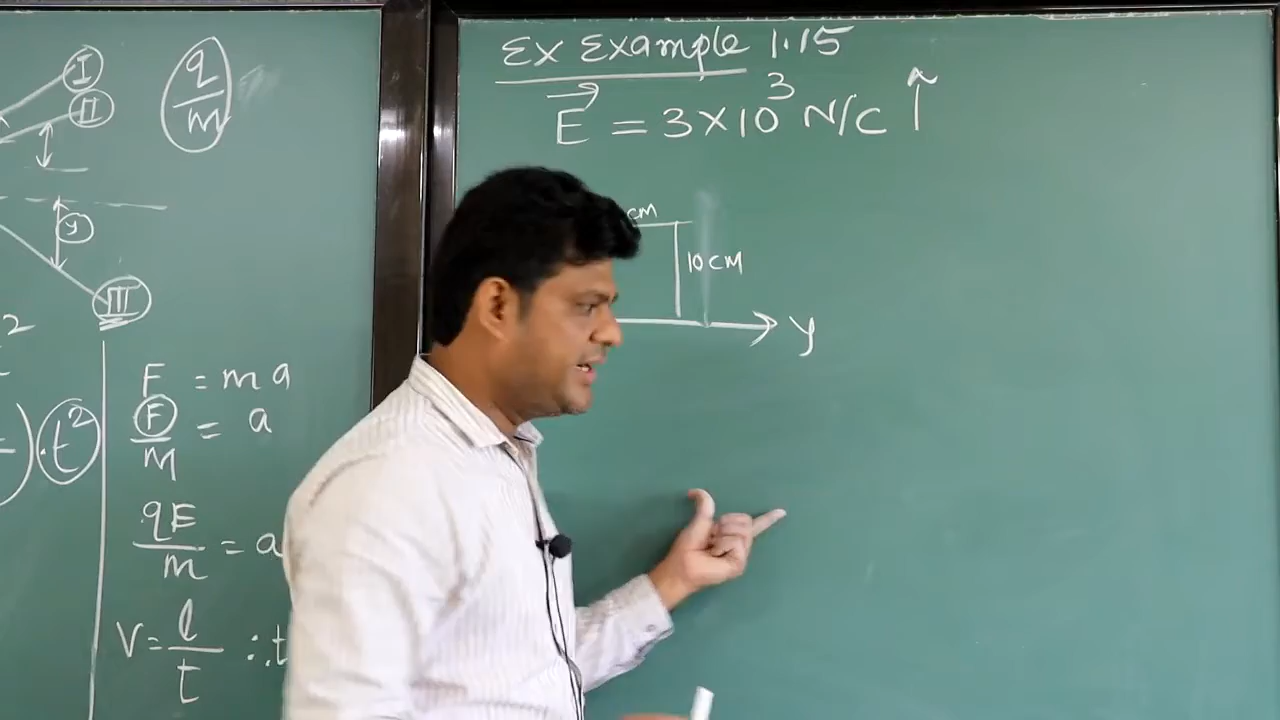 I
II
q/m
y
III
2
F = ma
F/m = a
qE/m = a
).t²
V = l/t ∴t
Ex Example 1.15
E⃗ = 3×10³ N/C î
cm
10 cm
y